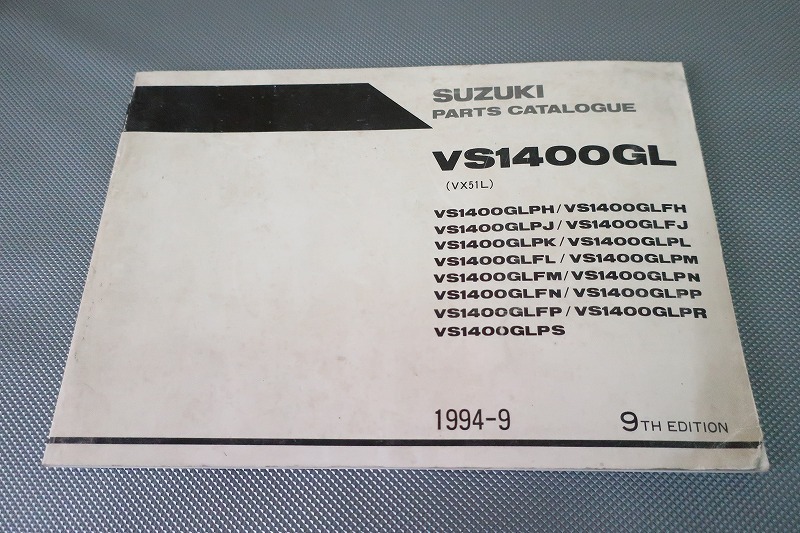 SUZUKI
PARTS CATALOGUE
VS1400GL
(VX51L)
VS1400GLPH/VS1400GLFH
VS1400GLPJ/VS1400GLFJ
VS1400GLPK/VS1400GLPL
VS1400GLFL/VS1400GLPM
VS1400GLFM/VS1400GLPN
VS1400GLFN/VS1400GLPP
VS1400GLFP/VS1400GLPR
VS1400GLPS
1994-9 9TH EDITION